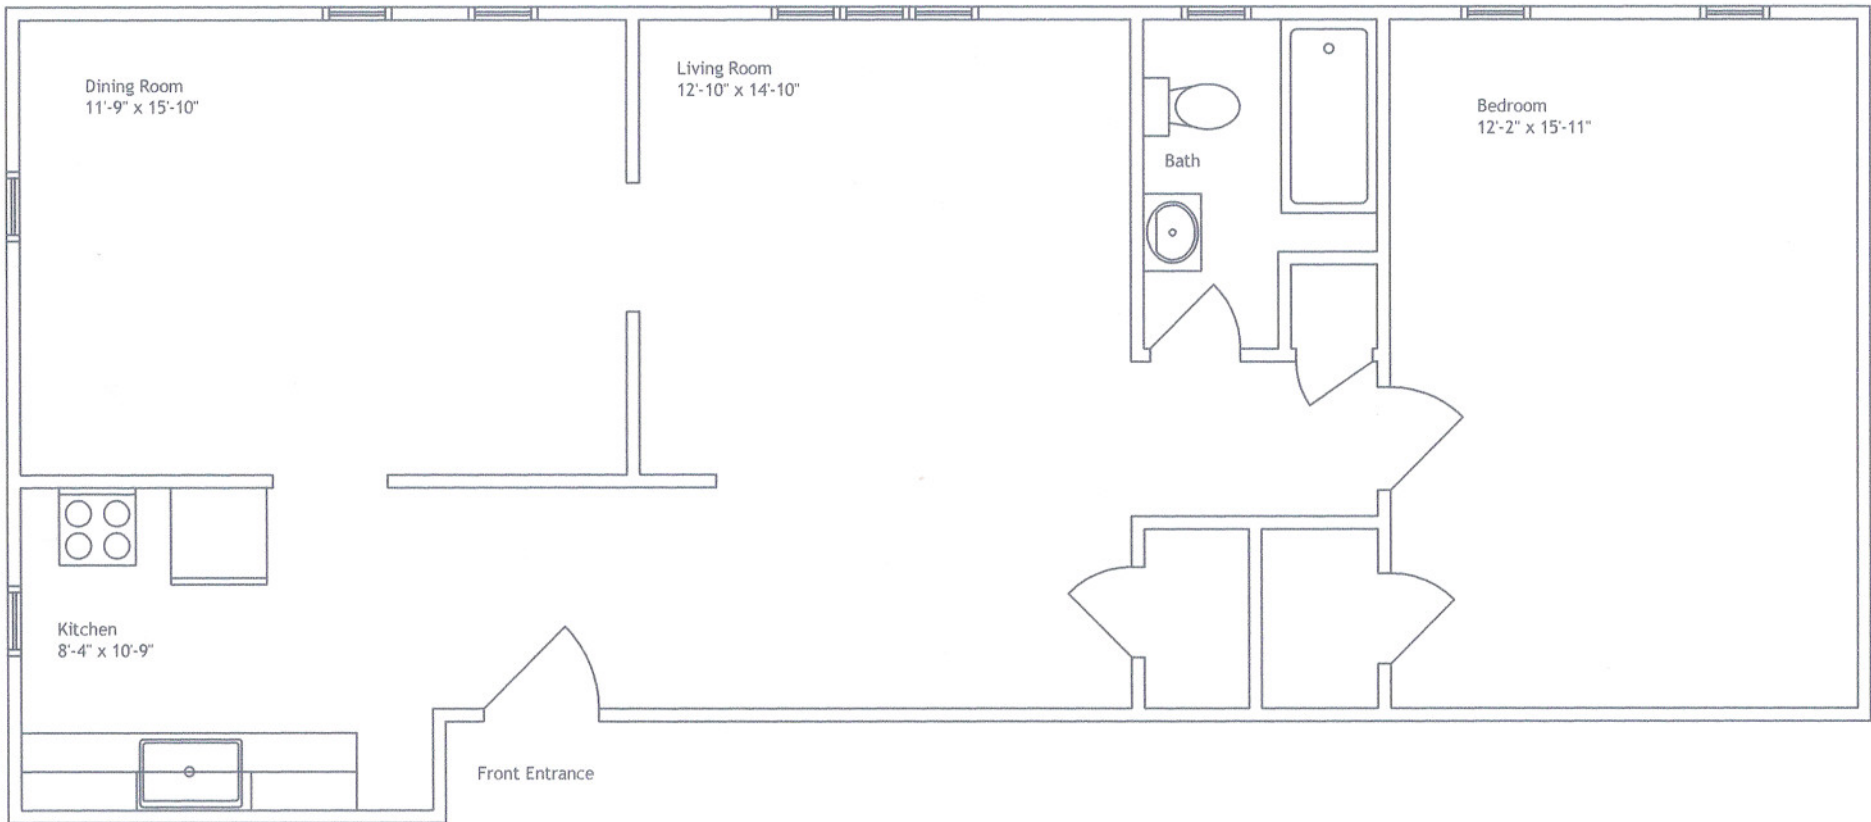 Dining Room
11'-9" x 15'-10"
Living Room
12'-10" x 14'-10"
Bath
Bedroom
12'-2" x 15'-11"
Kitchen
8'-4" x 10'-9"
Front Entrance